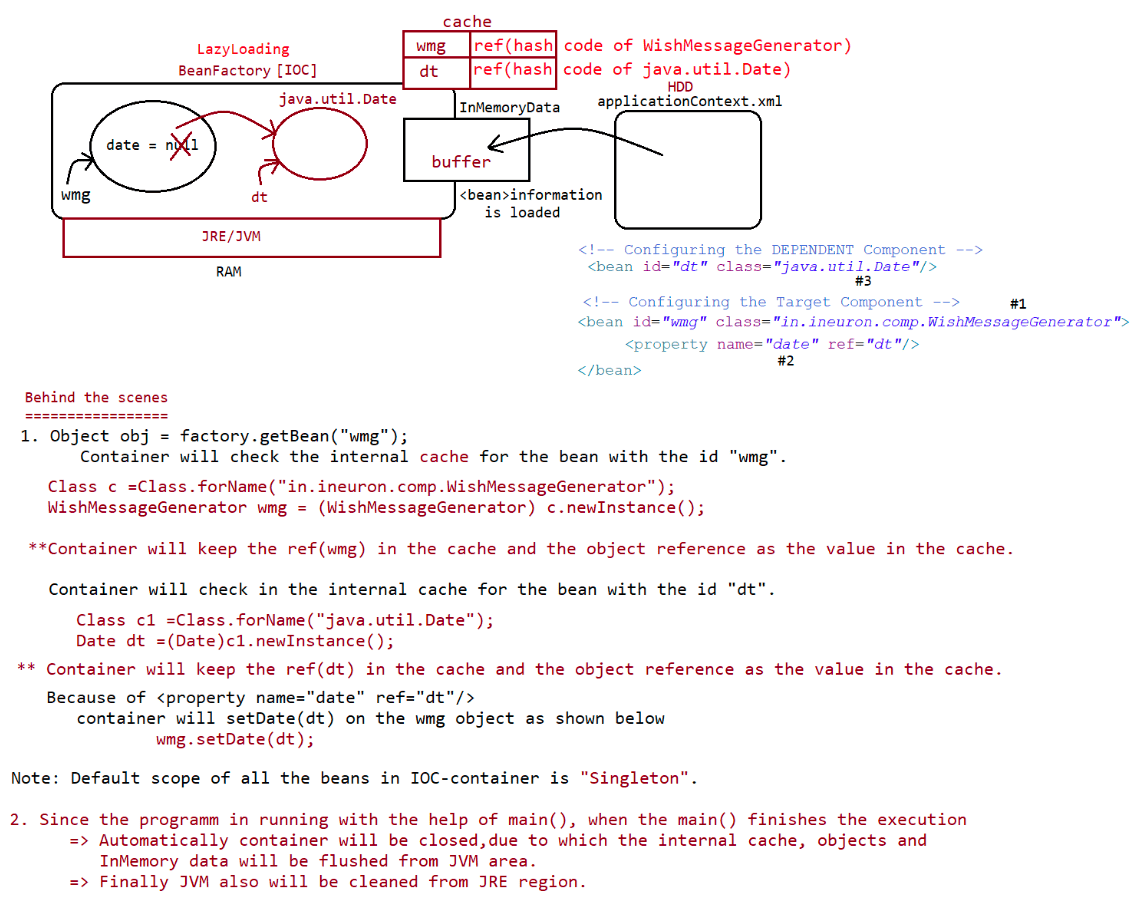 cache
wmg ref(hash code of WishMessageGenerator)
dt ref(hash code of java.util.Date)
LazyLoading
BeanFactory [IOC]
HDD
applicationContext.xml
java.util.Date
InMemoryData
date = null
buffer
wmg
dt
<bean>information
is loaded
JRE/JVM
RAM
<!-- Configuring the DEPENDENT Component -->
<bean id="dt" class="java.util.Date"/>
#3
<!-- Configuring the Target Component -->
#1
<bean id="wmg" class="in.ineuron.comp.WishMessageGenerator">
<property name="date" ref="dt"/>
#2
</bean>
Behind the scenes
=================
1. Object obj = factory.getBean("wmg");
Container will check the internal cache for the bean with the id "wmg".
Class c =Class.forName("in.ineuron.comp.WishMessageGenerator");
WishMessageGenerator wmg = (WishMessageGenerator) c.newInstance();
**Container will keep the ref(wmg) in the cache and the object reference as the value in the cache.
Container will check in the internal cache for the bean with the id "dt".
Class c1 =Class.forName("java.util.Date");
Date dt =(Date)c1.newInstance();
** Container will keep the ref(dt) in the cache and the object reference as the value in the cache.
Because of <property name="date" ref="dt"/>
container will setDate(dt) on the wmg object as shown below
wmg.setDate(dt);
Note: Default scope of all the beans in IOC-container is "Singleton".
2. Since the programm in running with the help of main(), when the main() finishes the execution
=> Automatically container will be closed,due to which the internal cache, objects and
InMemory data will be flushed from JVM area.
=> Finally JVM also will be cleaned from JRE region.